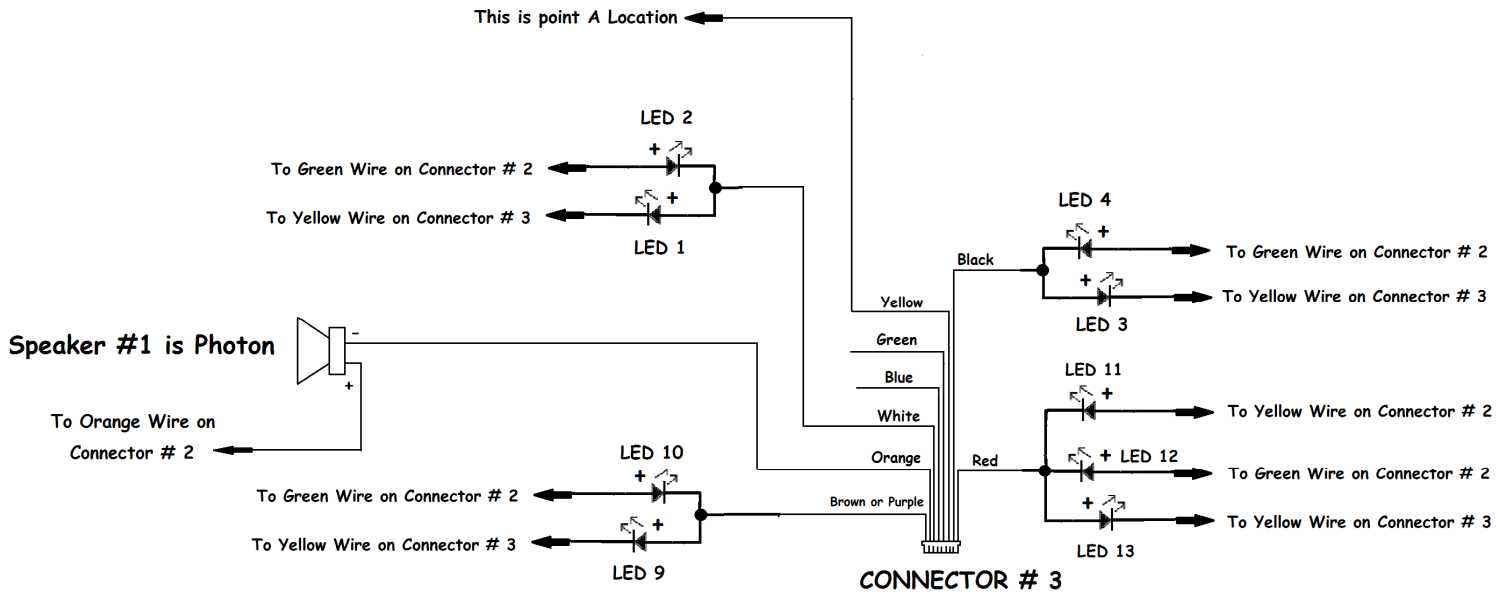 This is point A Location
LED 2
+
To Green Wire on Connector # 2
+
To Yellow Wire on Connector # 3
LED 1
LED 4
+
To Green Wire on Connector # 2
Black
+
To Yellow Wire on Connector # 3
LED 3
Yellow
Speaker #1 is Photon
-
+
Green
Blue
LED 11
+
To Yellow Wire on Connector # 2
White
To Orange Wire on
Connector # 2
LED 10
+
To Green Wire on Connector # 2
+
To Yellow Wire on Connector # 3
LED 9
Orange
Red
+ LED 12
To Green Wire on Connector # 2
Brown or Purple
+
To Yellow Wire on Connector # 3
LED 13
CONNECTOR # 3